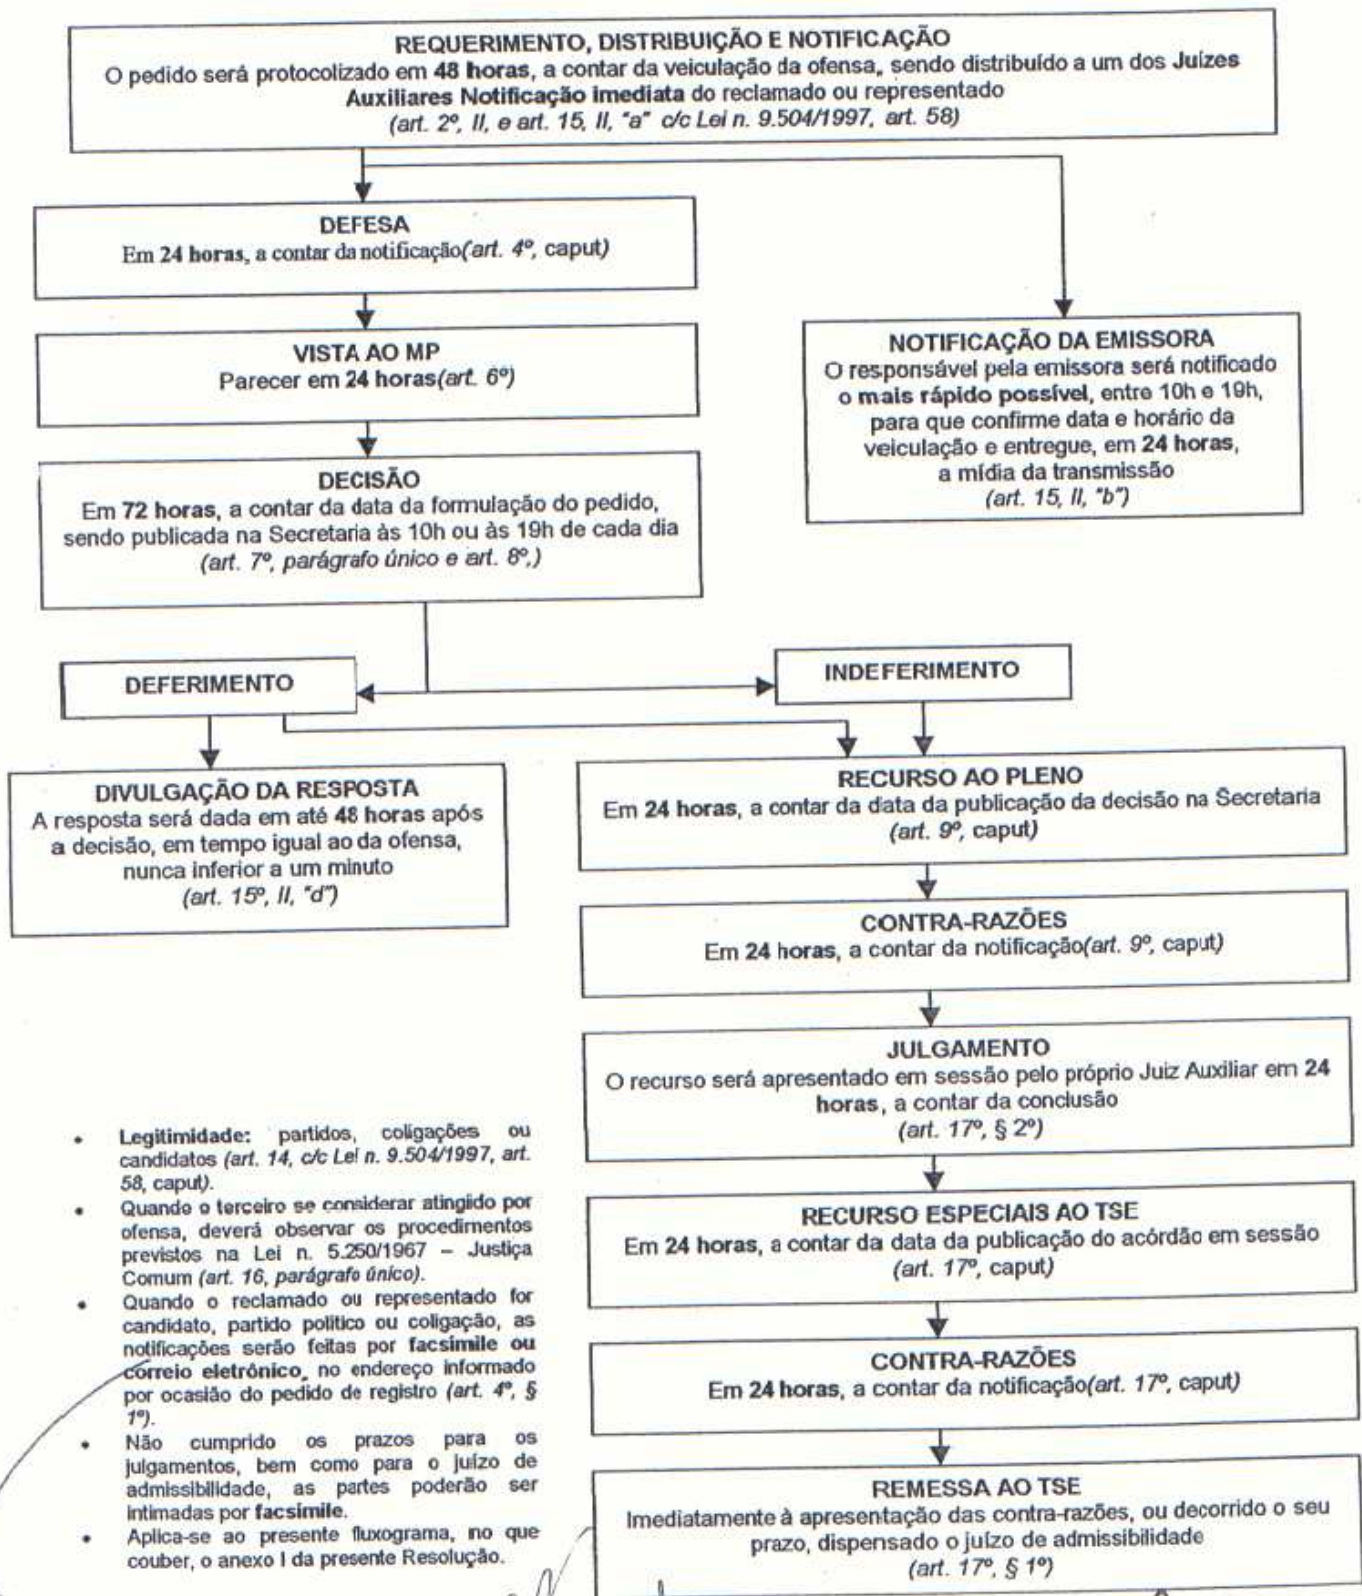 REQUERIMENTO, DISTRIBUIÇÃO E NOTIFICAÇÃO
O pedido será protocolizado em 48 horas, a contar da veiculação da ofensa, sendo distribuído a um dos Juízes
Auxiliares Notificação imediata do reclamado ou representado
(art. 2º, II, e art. 15, II, "a" c/c Lei n. 9.504/1997, art. 58)
DEFESA
Em 24 horas, a contar da notificação(art. 4º, caput)
VISTA AO MP
Parecer em 24 horas(art. 6º)
DECISÃO
Em 72 horas, a contar da data da formulação do pedido,
sendo publicada na Secretaria às 10h ou às 19h de cada dia
(art. 7º, parágrafo único e art. 8º,)
NOTIFICAÇÃO DA EMISSORA
O responsável pela emissora será notificado
o mais rápido possível, entre 10h e 19h,
para que confirme data e horário da
veiculação e entregue, em 24 horas,
a mídia da transmissão
(art. 15, II, "b")
DEFERIMENTO
INDEFERIMENTO
DIVULGAÇÃO DA RESPOSTA
A resposta será dada em até 48 horas após
a decisão, em tempo igual ao da ofensa,
nunca inferior a um minuto
(art. 15º, II, "d")
RECURSO AO PLENO
Em 24 horas, a contar da data da publicação da decisão na Secretaria
(art. 9º, caput)
CONTRA-RAZÕES
Em 24 horas, a contar da notificação(art. 9º, caput)
JULGAMENTO
O recurso será apresentado em sessão pelo próprio Juiz Auxiliar em 24
horas, a contar da conclusão
(art. 17º, § 2º)
RECURSO ESPECIAIS AO TSE
Em 24 horas, a contar da data da publicação do acórdão em sessão
(art. 17º, caput)
CONTRA-RAZÕES
Em 24 horas, a contar da notificação(art. 17º, caput)
REMESSA AO TSE
Imediatamente à apresentação das contra-razões, ou decorrido o seu
prazo, dispensado o juízo de admissibilidade
(art. 17º, § 1º)
• Legitimidade: partidos, coligações ou
candidatos (art. 14, c/c Lei n. 9.504/1997, art.
58, caput).
• Quando o terceiro se considerar atingido por
ofensa, deverá observar os procedimentos
previstos na Lei n. 5.250/1967 – Justiça
Comum (art. 16, parágrafo único).
• Quando o reclamado ou representado for
candidato, partido político ou coligação, as
notificações serão feitas por facsímile ou
correio eletrônico, no endereço informado
por ocasião do pedido de registro (art. 4º, §
1º).
• Não cumprido os prazos para os
julgamentos, bem como para o juízo de
admissibilidade, as partes poderão ser
intimadas por facsímile.
• Aplica-se ao presente fluxograma, no que
couber, o anexo I da presente Resolução.